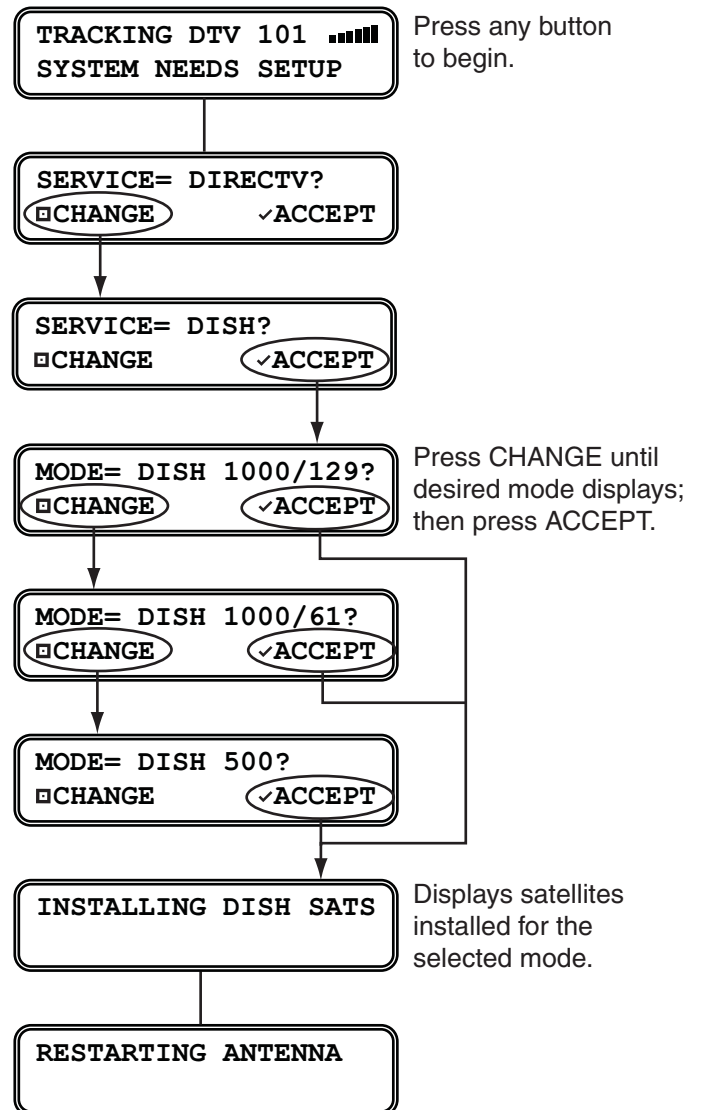 TRACKING DTV 101
SYSTEM NEEDS SETUP
Press any button
to begin.
SERVICE= DIRECTV?
⊡CHANGE ✓ACCEPT
SERVICE= DISH?
⊡CHANGE ✓ACCEPT
MODE= DISH 1000/129?
⊡CHANGE ✓ACCEPT
Press CHANGE until
desired mode displays;
then press ACCEPT.
MODE= DISH 1000/61?
⊡CHANGE ✓ACCEPT
MODE= DISH 500?
⊡CHANGE ✓ACCEPT
INSTALLING DISH SATS
Displays satellites
installed for the
selected mode.
RESTARTING ANTENNA